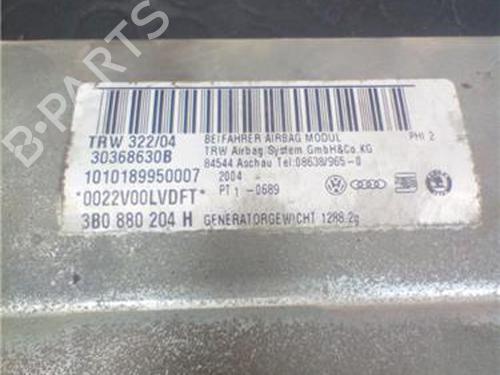 B-PARTS
TRW 322/04
30368630B
1010189950007
*0022V00LVDFT*
3B0 880 204 H
BEIFAHRER AIRBAG MODUL
PHI 2
TRW Airbag System GmbH&Co.KG
84544 Aschau Tel:08638/965-0
2004
PT 1 -0689
GENERATORGEWICHT 1288.2g